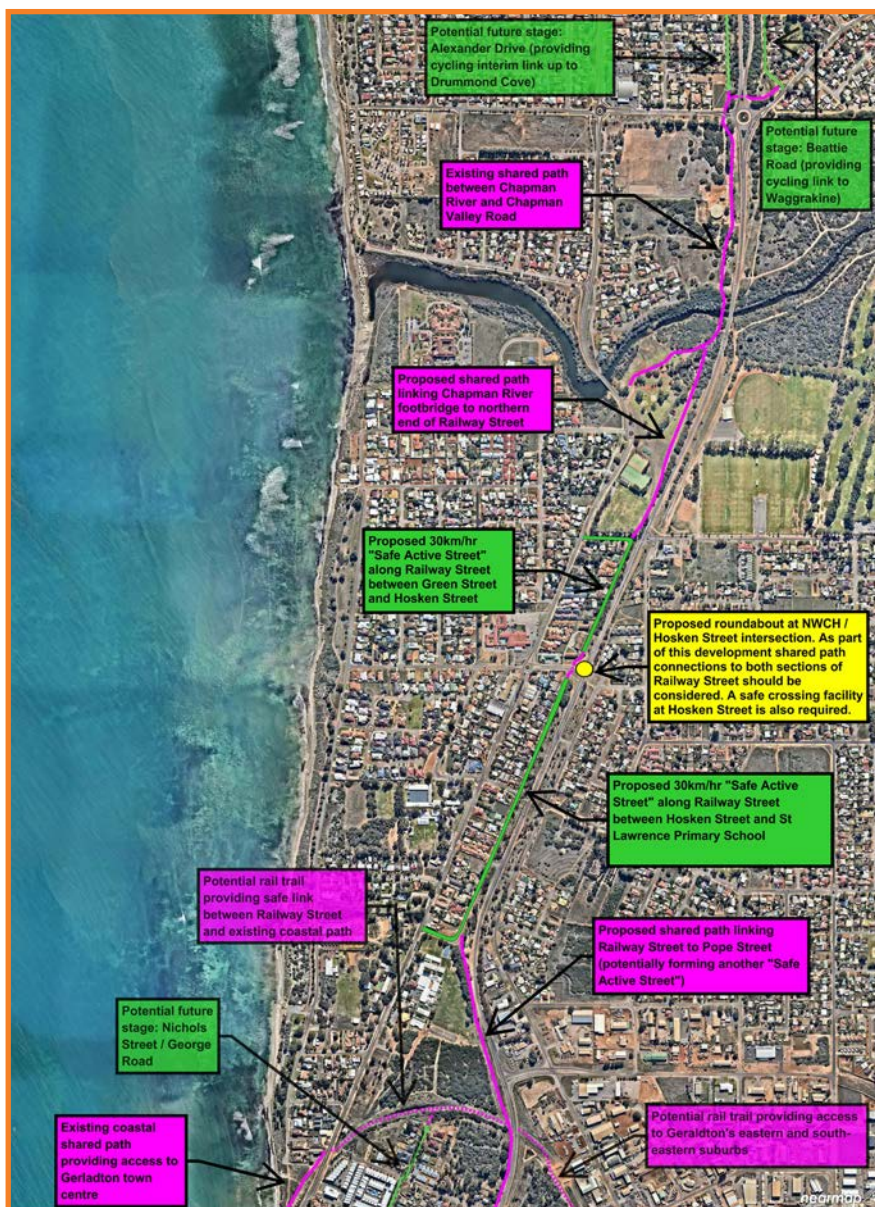 Potential future stage:
Alexander Drive (providing
cycling interim link up to
Drummond Cove)
Potential future
stage: Beattie
Road (providing
cycling link to
Waggrakine)
Existing shared path
between Chapman
River and Chapman
Valley Road
Proposed shared path
linking Chapman River
footbridge to northern
end of Railway Street
Proposed 30km/hr
"Safe Active Street"
along Railway Street
between Green Street
and Hosken Street
Proposed roundabout at NWCH /
Hosken Street intersection. As part
of this development shared path
connections to both sections of
Railway Street should be
considered. A safe crossing facility
at Hosken Street is also required.
Proposed 30km/hr "Safe Active
Street" along Railway Street
between Hosken Street and St
Lawrence Primary School
Potential rail trail
providing safe link
between Railway Street
and existing coastal path
Proposed shared path linking
Railway Street to Pope Street
(potentially forming another "Safe
Active Street")
Potential future
stage: Nichols
Street / George
Road
Existing coastal
shared path
providing access to
Gerladton town
centre
Potential rail trail providing access
to Geraldton's eastern and south-
eastern suburbs
nearmap